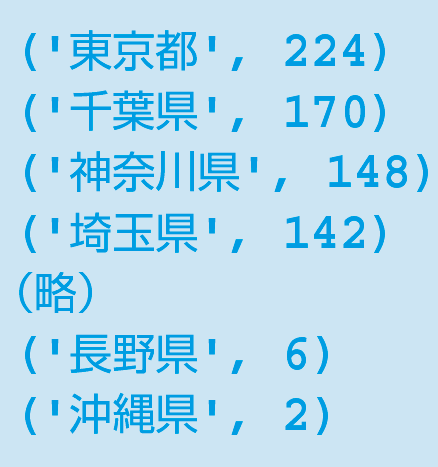 ('東京都', 224)
('千葉県', 170)
('神奈川県', 148)
('埼玉県', 142)
（略）
('長野県', 6)
('沖縄県', 2)